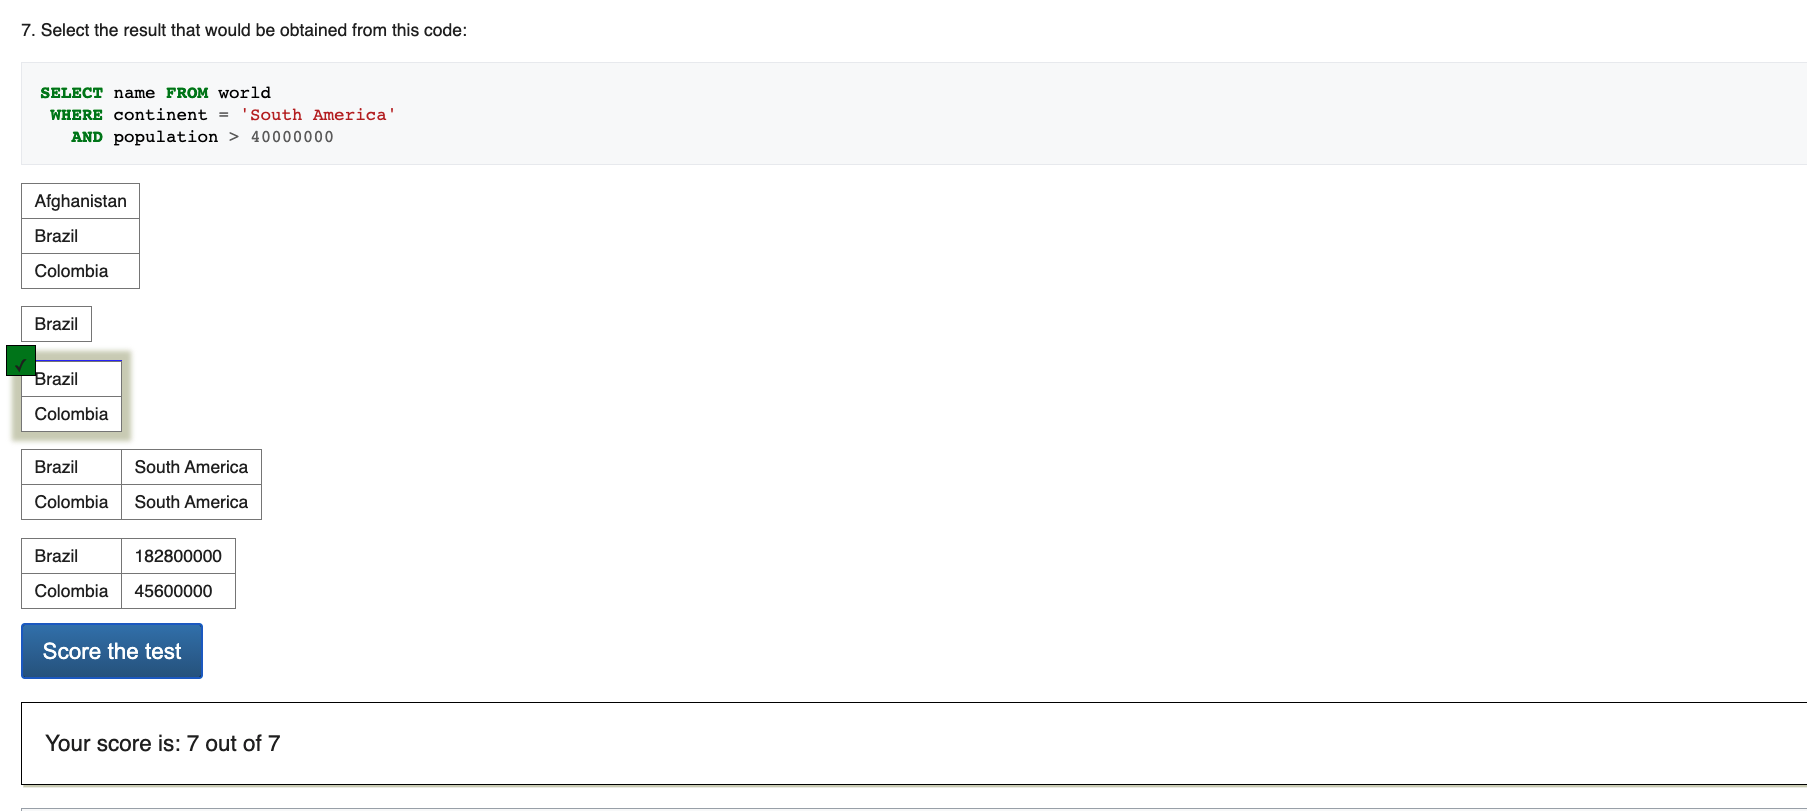 7. Select the result that would be obtained from this code:
SELECT name FROM world
WHERE continent = 'South America'
AND population > 40000000
Afghanistan
Brazil
Colombia
Brazil
✓
Brazil
Colombia
Brazil South America
Colombia South America
Brazil 182800000
Colombia 45600000
Score the test
Your score is: 7 out of 7